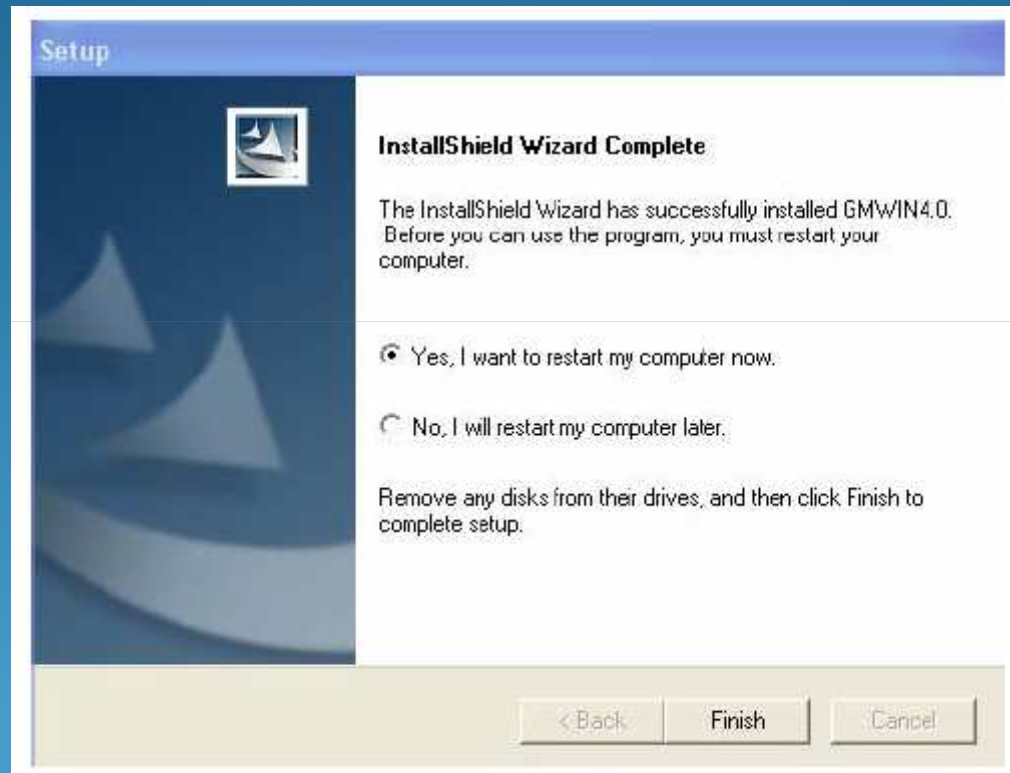 Setup
InstallShield Wizard Complete
The InstallShield Wizard has successfully installed GMWIN4.0.
Before you can use the program, you must restart your
computer.
Yes, I want to restart my computer now.
No, I will restart my computer later.
Remove any disks from their drives, and then click Finish to
complete setup.
< Back
Finish
Cancel